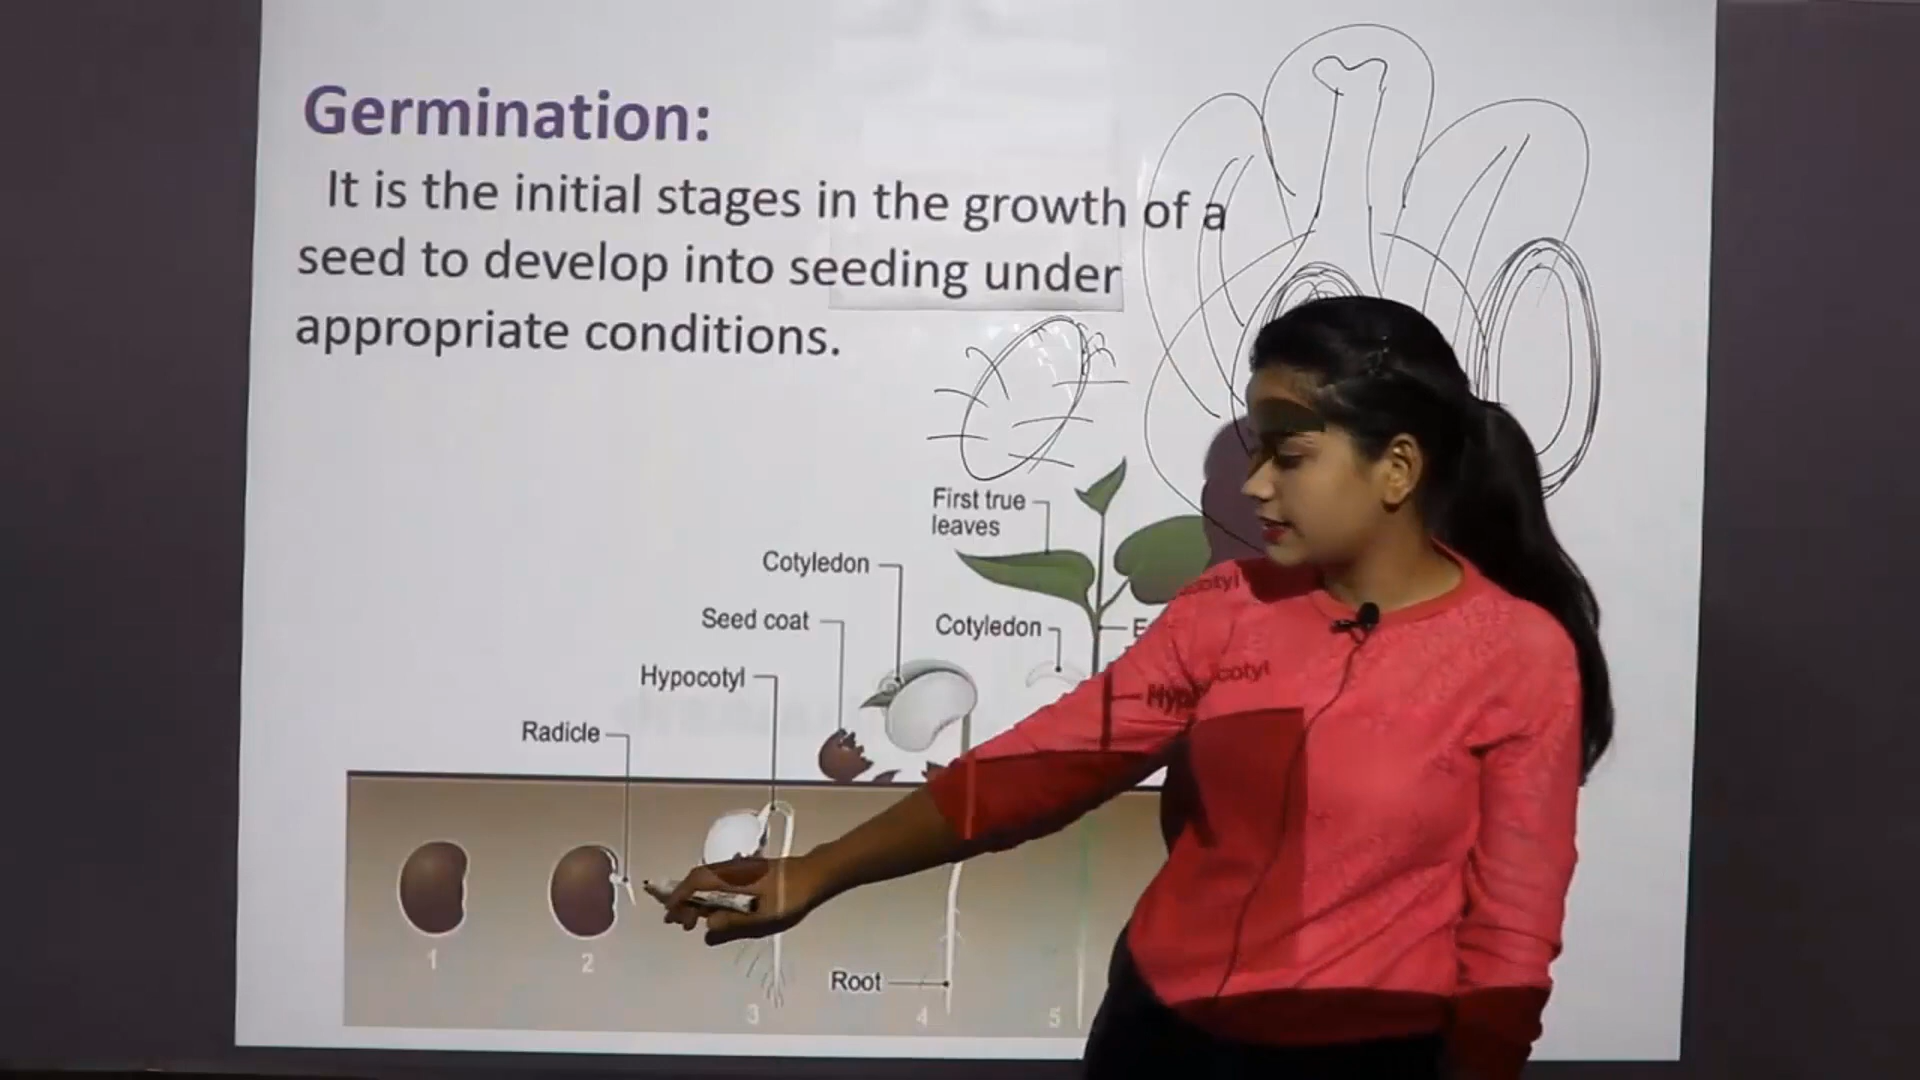 Germination:
It is the initial stages in the growth of a
seed to develop into seeding under
appropriate conditions.
First true
leaves
Cotyledon
Seed coat
Cotyledon
Hypocotyl
Radicle
Root
1
2
3
4
5